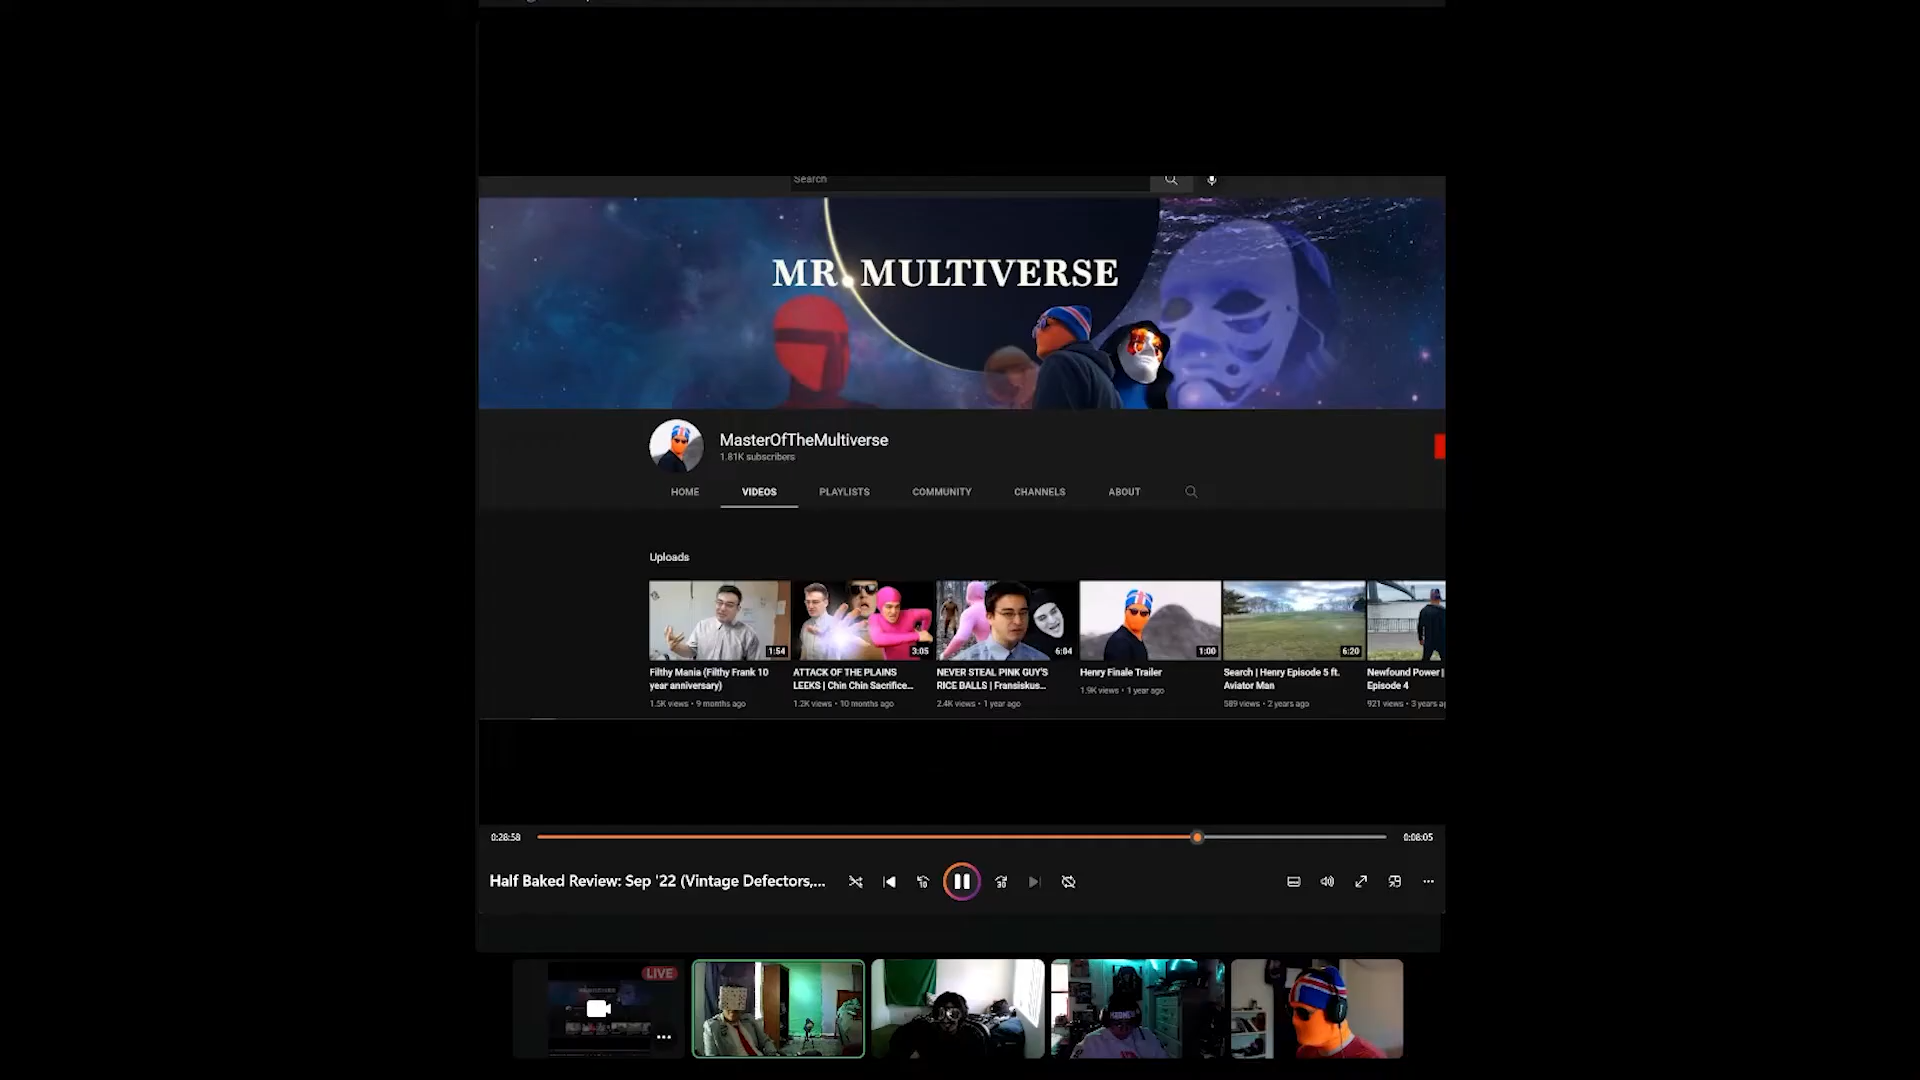 Search
MR. MULTIVERSE
MasterOfTheMultiverse
1.81K subscribers
HOME VIDEOS PLAYLISTS COMMUNITY CHANNELS ABOUT
Uploads
1:54 3:05 6:04 1:00 6:20
Filthy Mania (Filthy Frank 10 year anniversary)
1.5K views • 9 months ago
ATTACK OF THE PLAINS LEEKS | Chin Chin Sacrifice...
1.2K views • 10 months ago
NEVER STEAL PINK GUY'S RICE BALLS | Fransiskus...
2.4K views • 1 year ago
Henry Finale Trailer
1.9K views • 1 year ago
Search | Henry Episode 5 ft. Aviator Man
589 views • 2 years ago
Newfound Power | Episode 4
921 views • 3 years a
0:28:58 0:08:05
Half Baked Review: Sep '22 (Vintage Defectors,...
10 30
LIVE